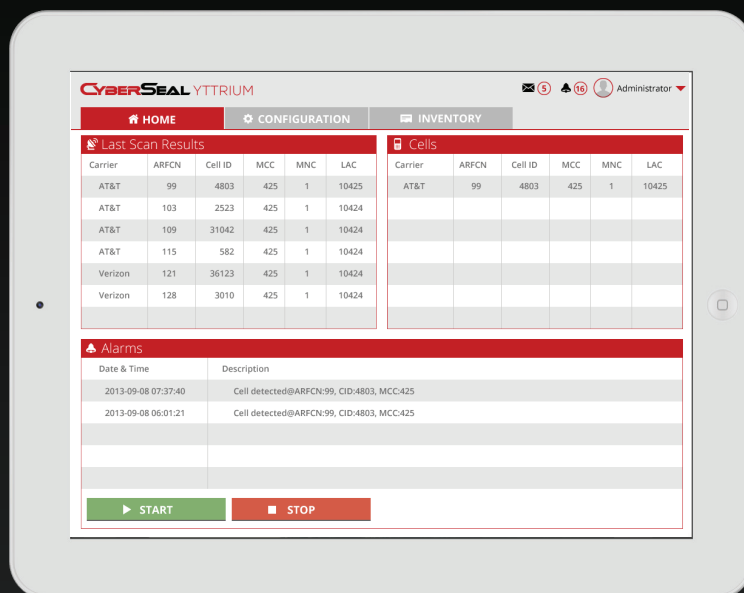 CYBERSEAL YTTRIUM
5 16 Administrator
HOME CONFIGURATION INVENTORY
Last Scan Results
Carrier ARFCN Cell ID MCC MNC LAC
AT&T 99 4803 425 1 10425
AT&T 103 2523 425 1 10424
AT&T 109 31042 425 1 10424
AT&T 115 582 425 1 10424
Verizon 121 36123 425 1 10424
Verizon 128 3010 425 1 10424
Cells
Carrier ARFCN Cell ID MCC MNC LAC
AT&T 99 4803 425 1 10425
Alarms
Date & Time Description
2013-09-08 07:37:40 Cell detected@ARFCN:99, CID:4803, MCC:425
2013-09-08 06:01:21 Cell detected@ARFCN:99, CID:4803, MCC:425
START STOP